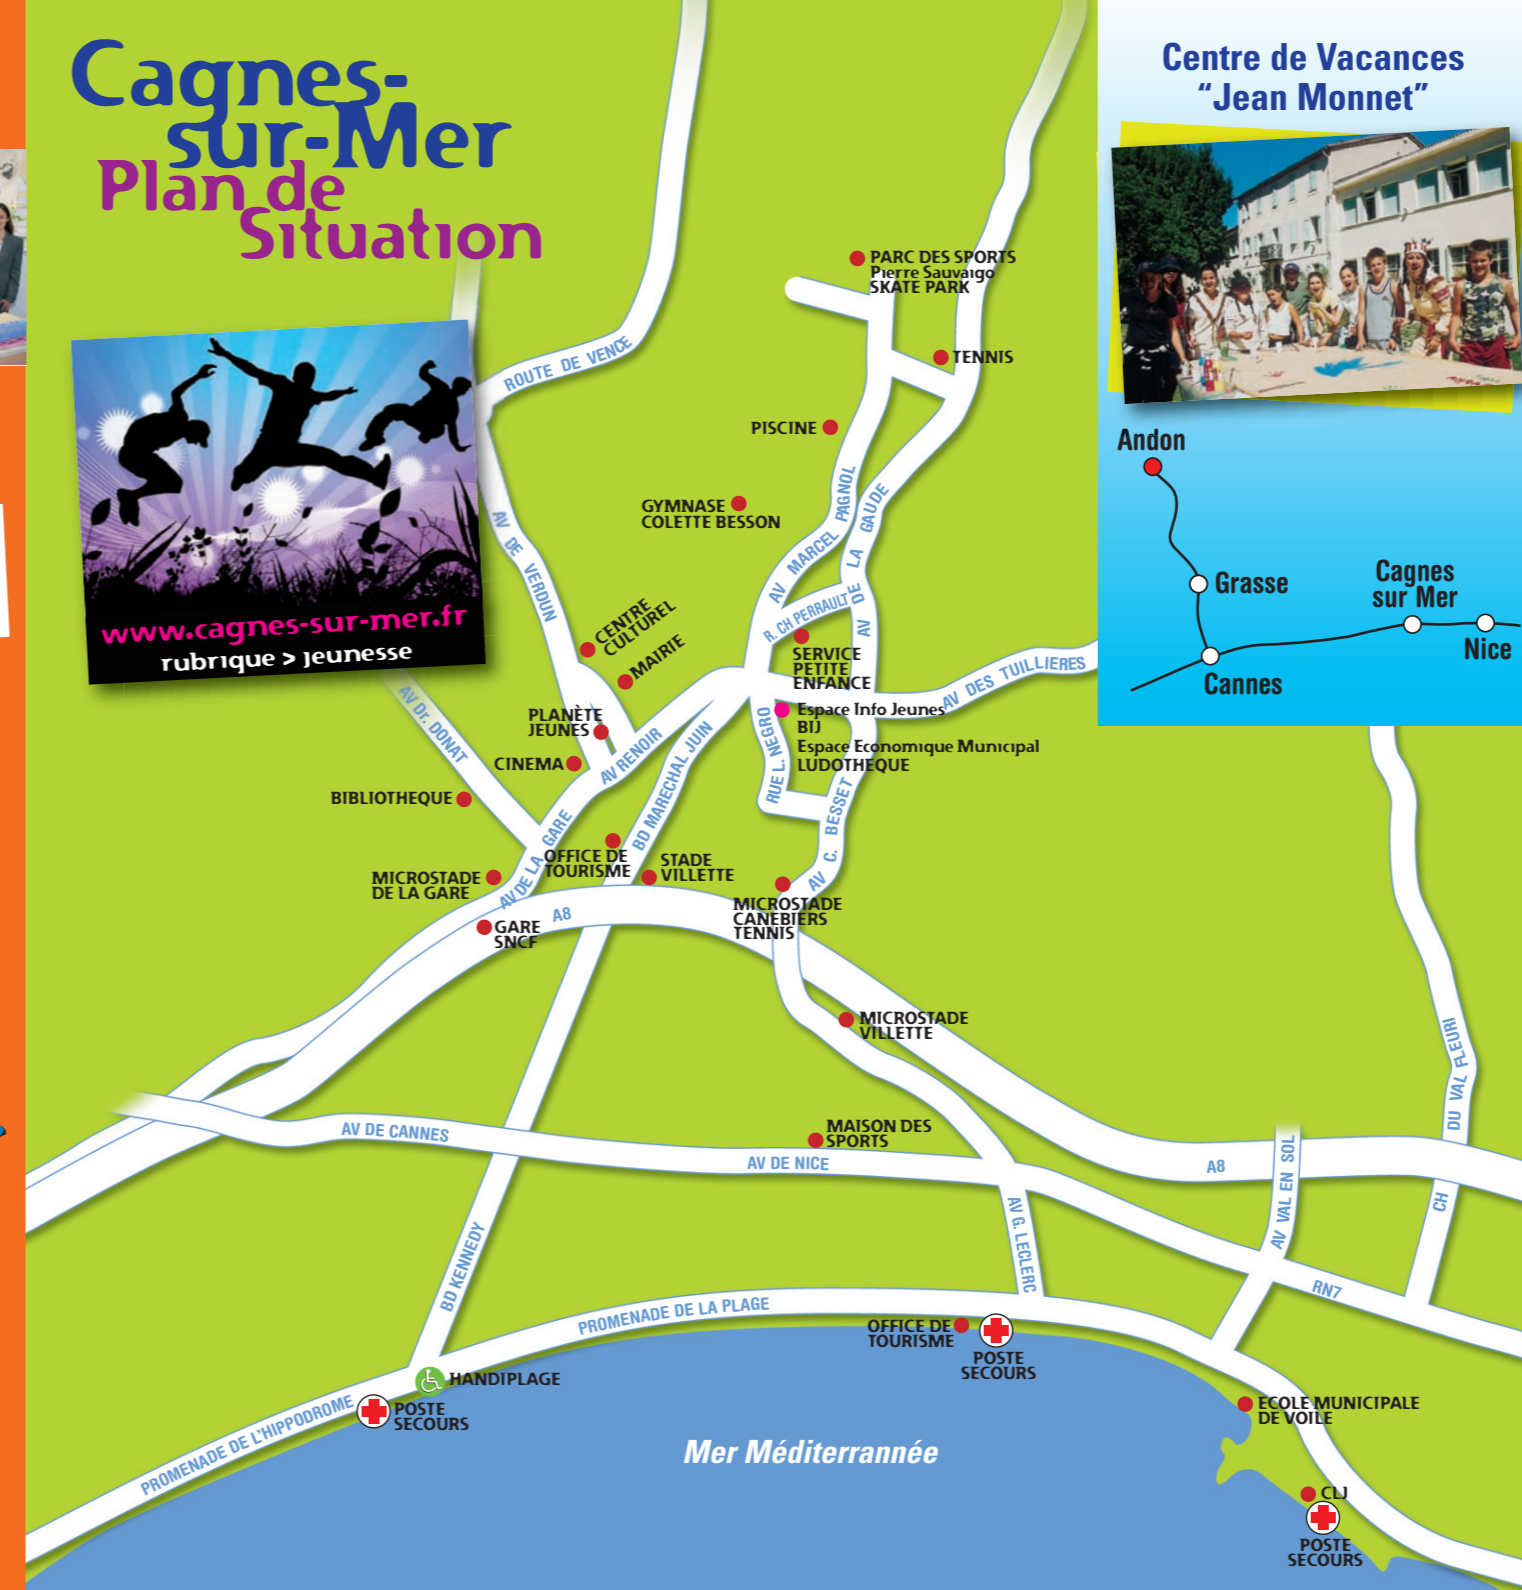 Cagnes-
sur-Mer
Plan de
Situation
www.cagnes-sur-mer.fr
rubrique > jeunesse
Centre de Vacances
“Jean Monnet”
Andon
Grasse
Cagnes
sur Mer
Nice
Cannes
PARC DES SPORTS
Pierre Sauvaigo
SKATE PARK
TENNIS
ROUTE DE VENCE
PISCINE
GYMNASE
COLETTE BESSON
AV MARCEL PAGNOL
AV DE LA GAUDE
AV DE VERDUN
R. CH PERRAULT
CENTRE
CULTUREL
MAIRIE
SERVICE
PETITE
ENFANCE
AV DES TUILLIERES
AV Dr. DONAT
PLANÈTE
JEUNES
AV RENOIR
BD MARECHAL JUIN
RUE L. NEGRO
Espace Info Jeunes
BIJ
Espace Economique Municipal
LUDOTHEQUE
CINEMA
BIBLIOTHEQUE
AV DE LA GARE
OFFICE DE
TOURISME
STADE
VILLETTE
AV C. BESSET
MICROSTADE
DE LA GARE
MICROSTADE
CANEBIERS
TENNIS
A8
GARE
SNCF
MICROSTADE
VILLETTE
CH DU VAL FLEURI
AV DE CANNES
MAISON DES
SPORTS
AV DE NICE
A8
AV VAL EN SOL
AV G. LECLERC
BD KENNEDY
RN7
PROMENADE DE LA PLAGE
OFFICE DE
TOURISME
POSTE
SECOURS
HANDIPLAGE
POSTE
SECOURS
PROMENADE DE L'HIPPODROME
ECOLE MUNICIPALE
DE VOILE
Mer Méditerrannée
CLJ
POSTE
SECOURS